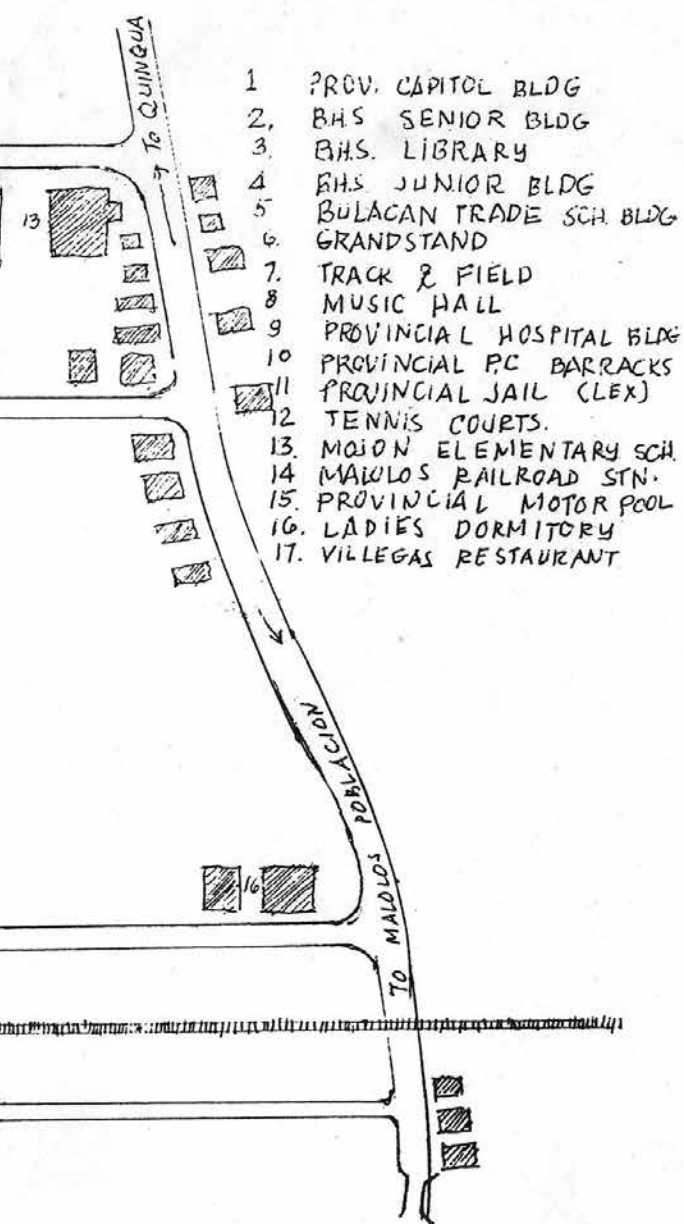 → TO QUINGUA
1 PROV. CAPITOL BLDG
2, BHS SENIOR BLDG
3. BHS. LIBRARY
4 BHS JUNIOR BLDG
5 BULACAN TRADE SCH. BLDG
6. GRANDSTAND
7. TRACK & FIELD
8 MUSIC HALL
9 PROVINCIAL HOSPITAL BLDG
10 PROVINCIAL P.C BARRACKS
11 PROVINCIAL JAIL (LEX)
12 TENNIS COURTS.
13. MOJON ELEMENTARY SCH.
14 MALOLOS RAILROAD STN.
15. PROVINCIAL MOTOR POOL
16. LADIES DORMITORY
17. VILLEGAS RESTAURANT
13
TO MALOLOS POBLACION
16